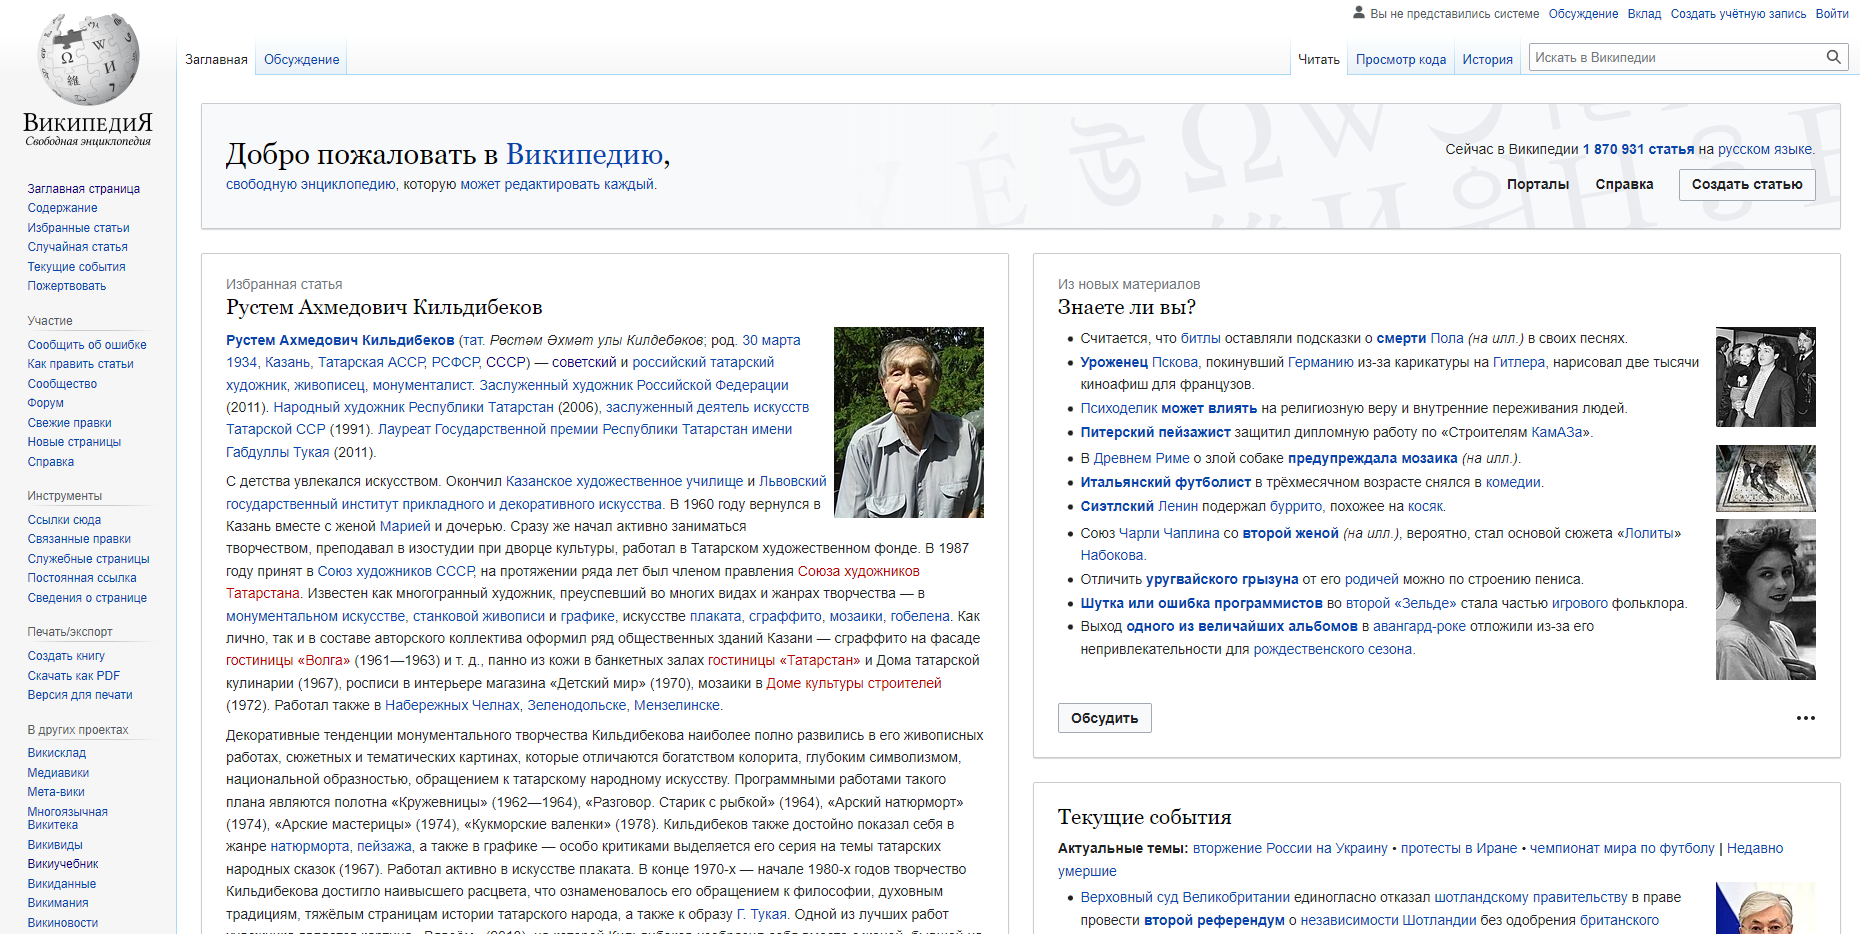 Вы не представились системе Обсуждение Вклад Создать учётную запись Войти
ВИКИПЕДИЯ
Свободная энциклопедия
Заглавная Обсуждение
Читать Просмотр кода История Искать в Википедии
Заглавная страница
Содержание
Избранные статьи
Случайная статья
Текущие события
Пожертвовать
Участие
Сообщить об ошибке
Как править статьи
Сообщество
Форум
Свежие правки
Новые страницы
Справка
Инструменты
Ссылки сюда
Связанные правки
Служебные страницы
Постоянная ссылка
Сведения о странице
Печать/экспорт
Создать книгу
Скачать как PDF
Версия для печати
В других проектах
Викисклад
Медиавики
Мета-вики
Многоязычная
Викитека
Викивиды
Викиучебник
Викиданные
Викимания
Викиновости
Добро пожаловать в Википедию,
свободную энциклопедию, которую может редактировать каждый.
Сейчас в Википедии 1 870 931 статья на русском языке.
Порталы Справка Создать статью
Избранная статья
Рустем Ахмедович Кильдибеков
Рустем Ахмедович Кильдибеков (тат. Рөстәм Әхмәт улы Килдебәков; род. 30 марта
1934, Казань, Татарская АССР, РСФСР, СССР) — советский и российский татарский
художник, живописец, монументалист. Заслуженный художник Российской Федерации
(2011). Народный художник Республики Татарстан (2006), заслуженный деятель искусств
Татарской ССР (1991). Лауреат Государственной премии Республики Татарстан имени
Габдуллы Тукая (2011).
С детства увлекался искусством. Окончил Казанское художественное училище и Львовский
государственный институт прикладного и декоративного искусства. В 1960 году вернулся в
Казань вместе с женой Марией и дочерью. Сразу же начал активно заниматься
творчеством, преподавал в изостудии при дворце культуры, работал в Татарском художественном фонде. В 1987
году принят в Союз художников СССР, на протяжении ряда лет был членом правления Союза художников
Татарстана. Известен как многогранный художник, преуспевший во многих видах и жанрах творчества — в
монументальном искусстве, станковой живописи и графике, искусстве плаката, сграффито, мозаики, гобелена. Как
лично, так и в составе авторского коллектива оформил ряд общественных зданий Казани — сграффито на фасаде
гостиницы «Волга» (1961—1963) и т. д., панно из кожи в банкетных залах гостиницы «Татарстан» и Дома татарской
кулинарии (1967), росписи в интерьере магазина «Детский мир» (1970), мозаики в Доме культуры строителей
(1972). Работал также в Набережных Челнах, Зеленодольске, Мензелинске.
Декоративные тенденции монументального творчества Кильдибекова наиболее полно развились в его живописных
работах, сюжетных и тематических картинах, которые отличаются богатством колорита, глубоким символизмом,
национальной образностью, обращением к татарскому народному искусству. Программными работами такого
плана являются полотна «Кружевницы» (1962—1964), «Разговор. Старик с рыбкой» (1964), «Арский натюрморт»
(1974), «Арские мастерицы» (1974), «Кукморские валенки» (1978). Кильдибеков также достойно показал себя в
жанре натюрморта, пейзажа, а также в графике — особо критиками выделяется его серия на темы татарских
народных сказок (1967). Работал активно в искусстве плаката. В конце 1970-х — начале 1980-х годов творчество
Кильдибекова достигло наивысшего расцвета, что ознаменовалось его обращением к философии, духовным
традициям, тяжёлым страницам истории татарского народа, а также к образу Г. Тукая. Одной из лучших работ
Из новых материалов
Знаете ли вы?
Считается, что битлы оставляли подсказки о смерти Пола (на илл.) в своих песнях.
Уроженец Пскова, покинувший Германию из-за карикатуры на Гитлера, нарисовал две тысячи
киноафиш для французов.
Психоделик может влиять на религиозную веру и внутренние переживания людей.
Питерский пейзажист защитил дипломную работу по «Строителям КамАЗа».
В Древнем Риме о злой собаке предупреждала мозаика (на илл.).
Итальянский футболист в трёхмесячном возрасте снялся в комедии.
Сиэтлский Ленин подержал буррито, похожее на косяк.
Союз Чарли Чаплина со второй женой (на илл.), вероятно, стал основой сюжета «Лолиты»
Набокова.
Отличить уругвайского грызуна от его родичей можно по строению пениса.
Шутка или ошибка программистов во второй «Зельде» стала частью игрового фольклора.
Выход одного из величайших альбомов в авангард-роке отложили из-за его
непривлекательности для рождественского сезона.
Обсудить
Текущие события
Актуальные темы: вторжение России на Украину • протесты в Иране • чемпионат мира по футболу | Недавно
умершие
Верховный суд Великобритании единогласно отказал шотландскому правительству в праве
провести второй референдум о независимости Шотландии без одобрения британского